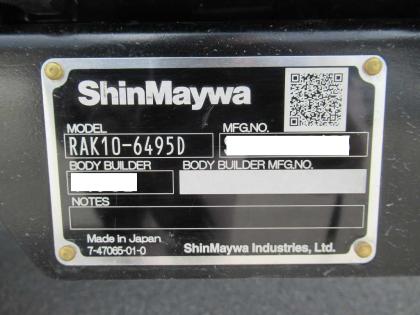 ShinMaywa
MODEL MFG.NO.
RAK10-6495D
BODY BUILDER BODY BUILDER MFG.NO.
NOTES
Made in Japan
7-47065-01-0 ShinMaywa Industries, Ltd.